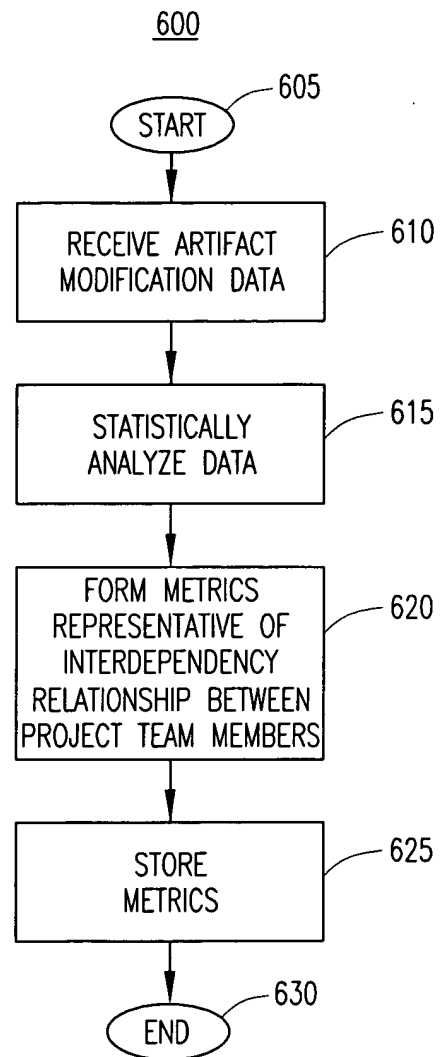 600
605
START
RECEIVE ARTIFACT
MODIFICATION DATA
610
STATISTICALLY
ANALYZE DATA
615
FORM METRICS
REPRESENTATIVE OF
INTERDEPENDENCY
RELATIONSHIP BETWEEN
PROJECT TEAM MEMBERS
620
STORE
METRICS
625
630
END